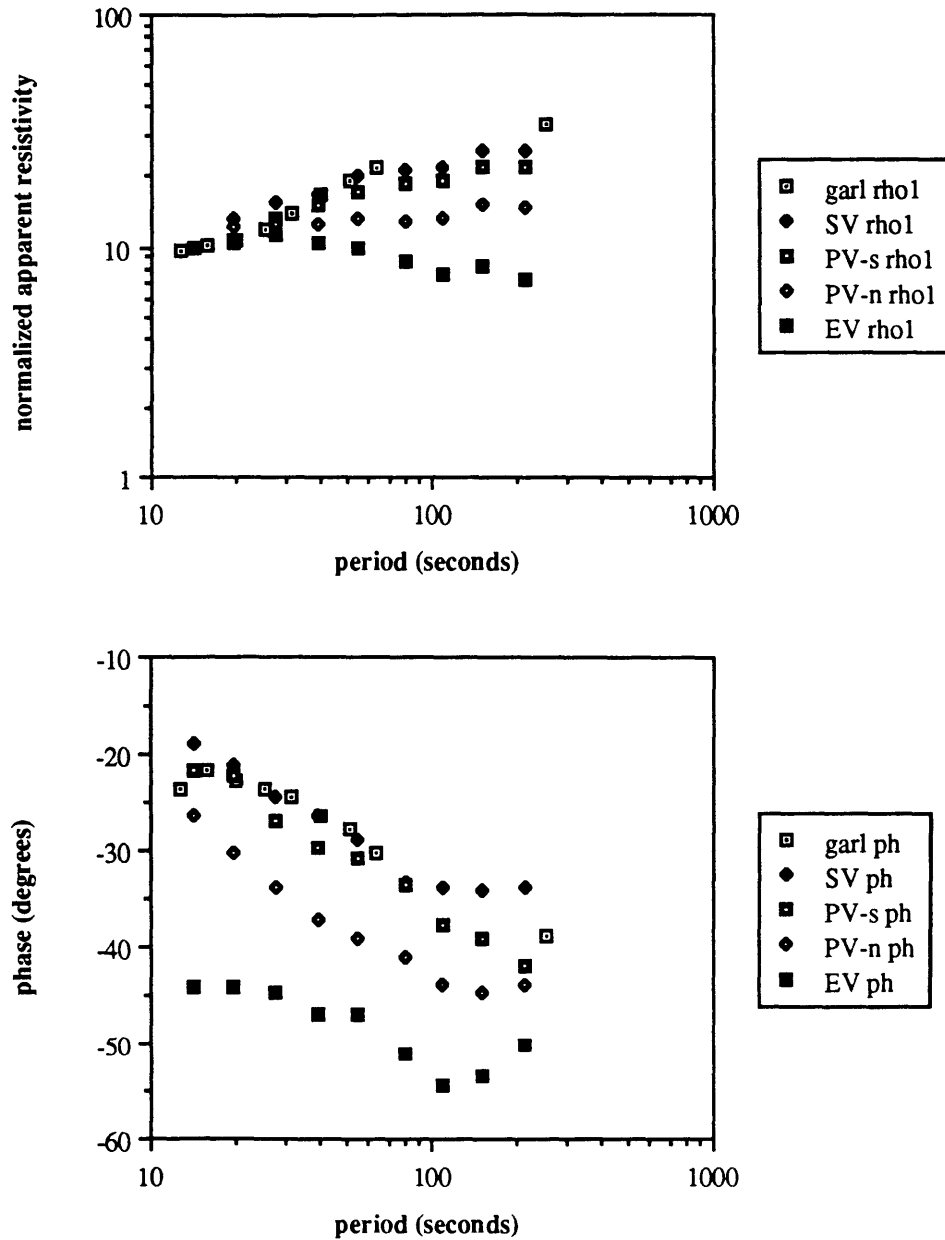 100
10
1
normalized apparent resistivity
10
100
1000
period (seconds)
garl rho1
SV rho1
PV-s rho1
PV-n rho1
EV rho1
-10
-20
-30
-40
-50
-60
phase (degrees)
10
100
1000
period (seconds)
garl ph
SV ph
PV-s ph
PV-n ph
EV ph